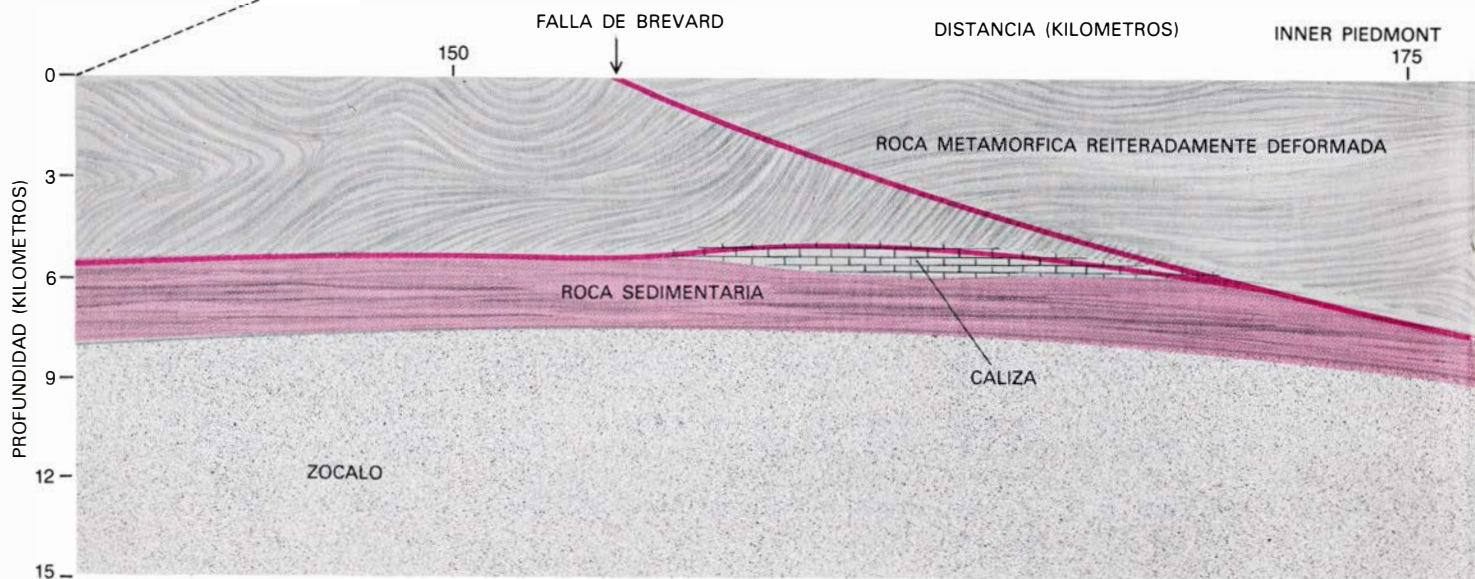 FALLA DE BREVARD
DISTANCIA (KILOMETROS)
INNER PIEDMONT
150
175
0
3
6
9
12
15
PROFUNDIDAD (KILOMETROS)
ROCA METAMORFICA REITERADAMENTE DEFORMADA
ROCA SEDIMENTARIA
CALIZA
ZOCALO